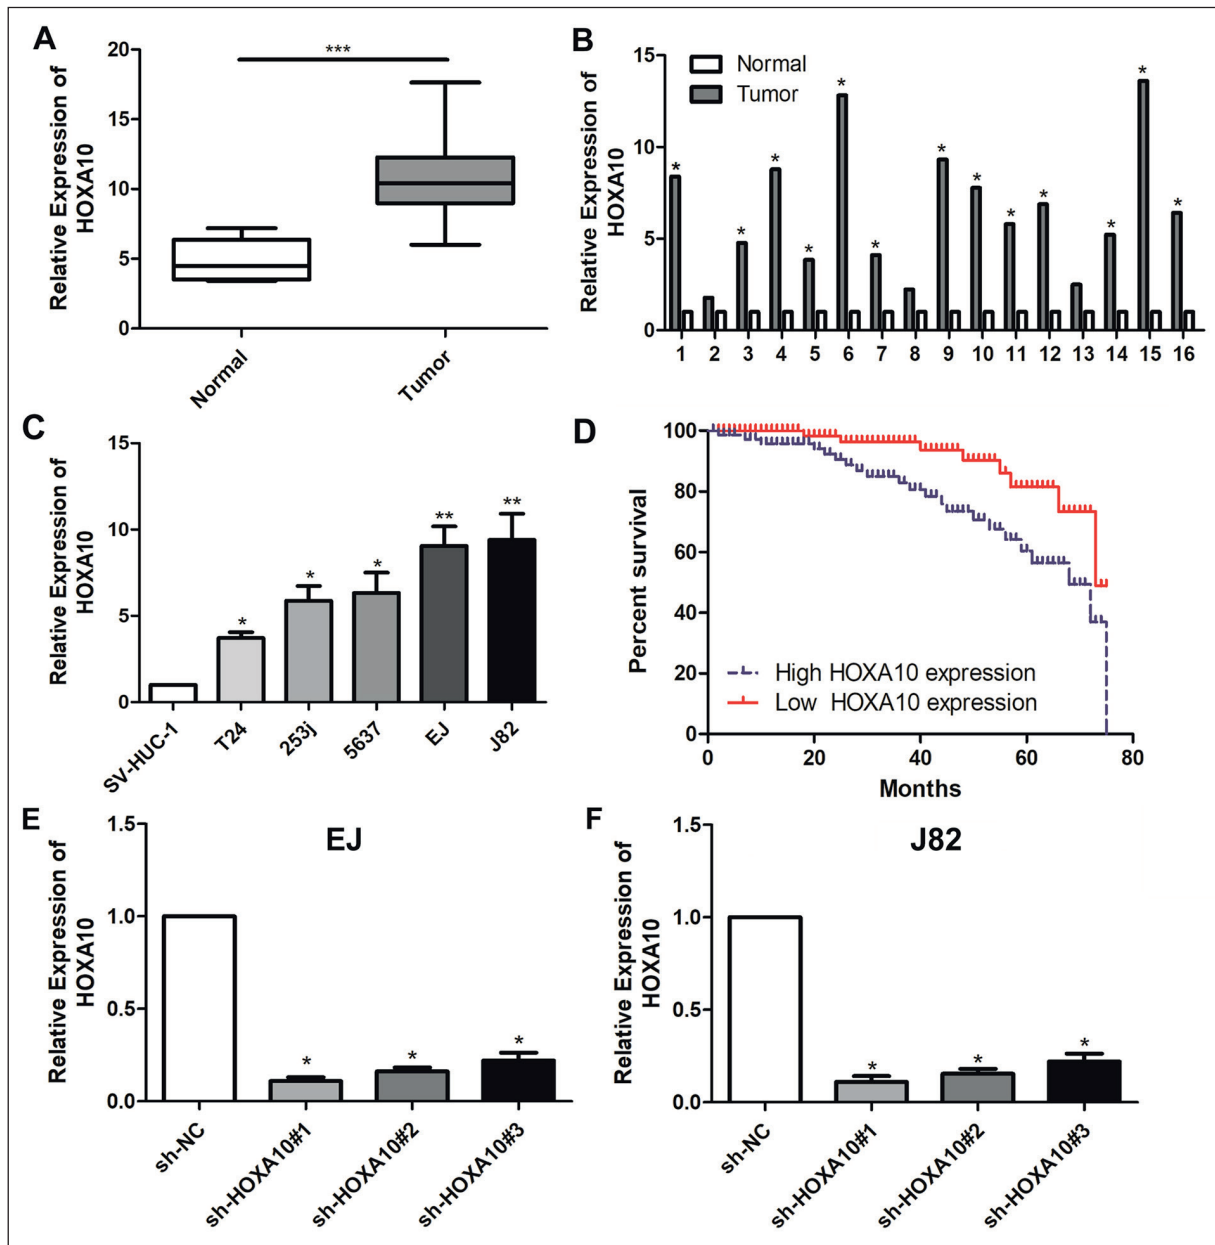 A
Relative Expression of
HOXA10
20
15
10
5
0
***
Normal
Tumor
B
Relative Expression of
HOXA10
15
10
5
0
Normal
Tumor
* * * * * * * * * * * * *
1 2 3 4 5 6 7 8 9 10 11 12 13 14 15 16
C
Relative Expression of
HOXA10
15
10
5
0
* * * ** **
SV-HUC-1
T24
253j
5637
EJ
J82
D
Percent survival
100
80
60
40
20
0
High HOXA10 expression
Low HOXA10 expression
0 20 40 60 80
Months
E
EJ
Relative Expression of
HOXA10
1.5
1.0
0.5
0.0
* * *
sh-NC
sh-HOXA10#1
sh-HOXA10#2
sh-HOXA10#3
F
J82
Relative Expression of
HOXA10
1.5
1.0
0.5
0.0
* * *
sh-NC
sh-HOXA10#1
sh-HOXA10#2
sh-HOXA10#3